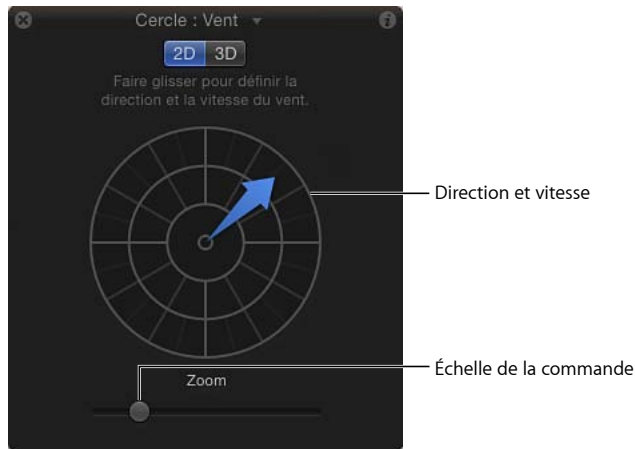 Cercle : Vent
2D 3D
Faire glisser pour définir la
direction et la vitesse du vent.
Direction et vitesse
Échelle de la commande
Zoom